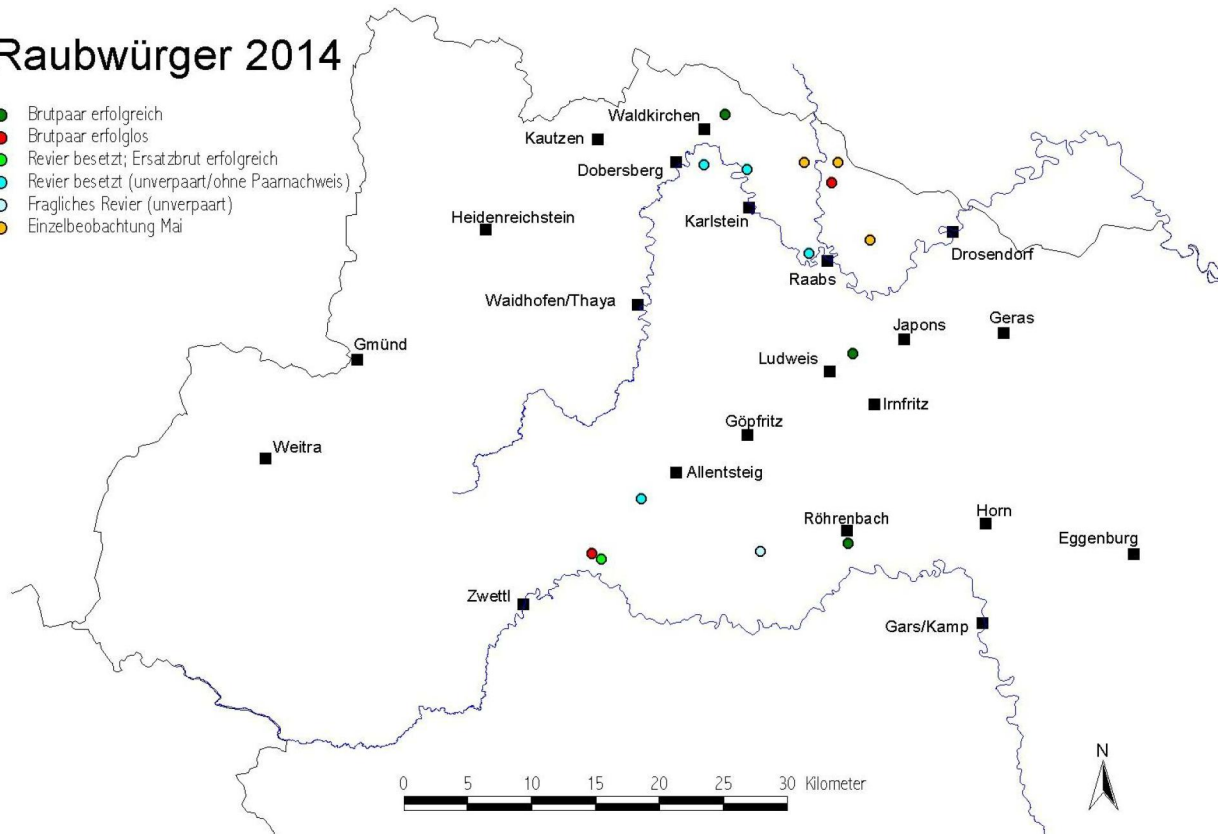 Raubwürger 2014
Brutpaar erfolgreich
Brutpaar erfolglos
Revier besetzt; Ersatzbrut erfolgreich
Revier besetzt (unverpaart/ohne Paarnachweis)
Fragliches Revier (unverpaart)
Einzelbeobachtung Mai
Waldkirchen
Kautzen
Dobersberg
Karlstein
Heidenreichstein
Drosendorf
Raabs
Waidhofen/Thaya
Geras
Japons
Gmünd
Ludweis
Irnfritz
Göpfritz
Weitra
Allentsteig
Röhrenbach
Horn
Eggenburg
Zwettl
Gars/Kamp
N
0 5 10 15 20 25 30 Kilometer